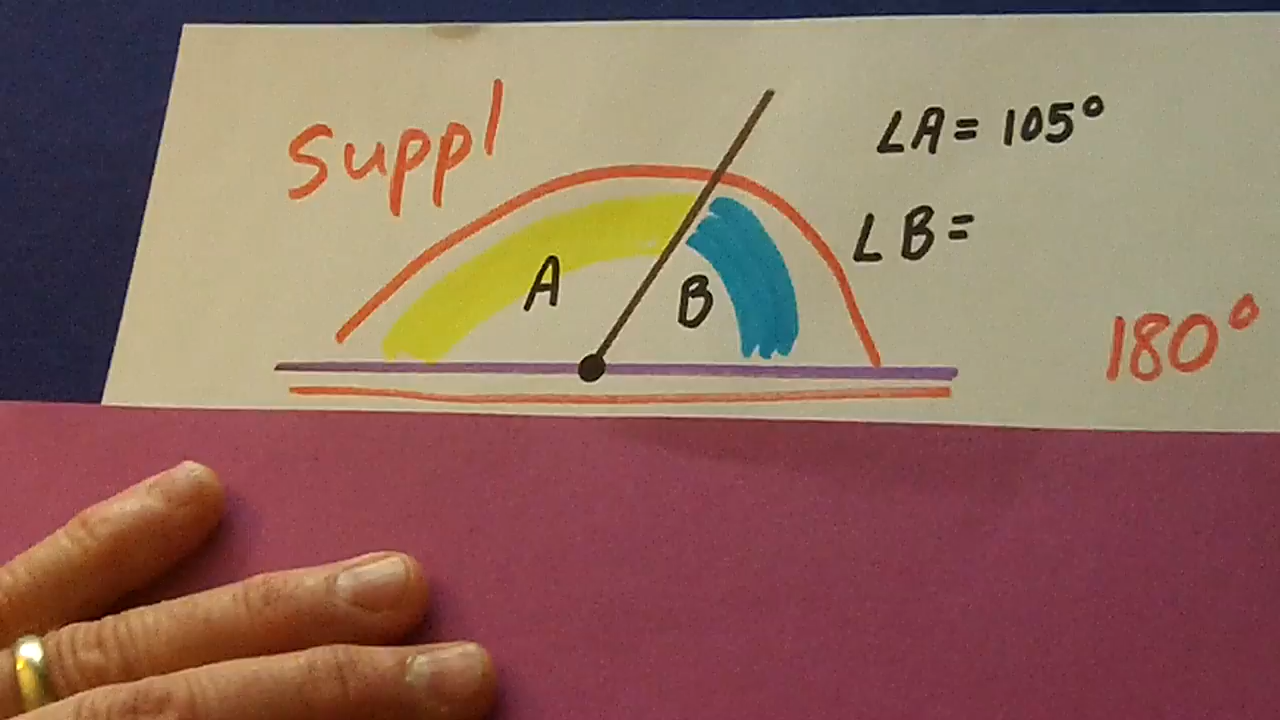 Suppl
∠A = 105°
∠B =
A
B
180°